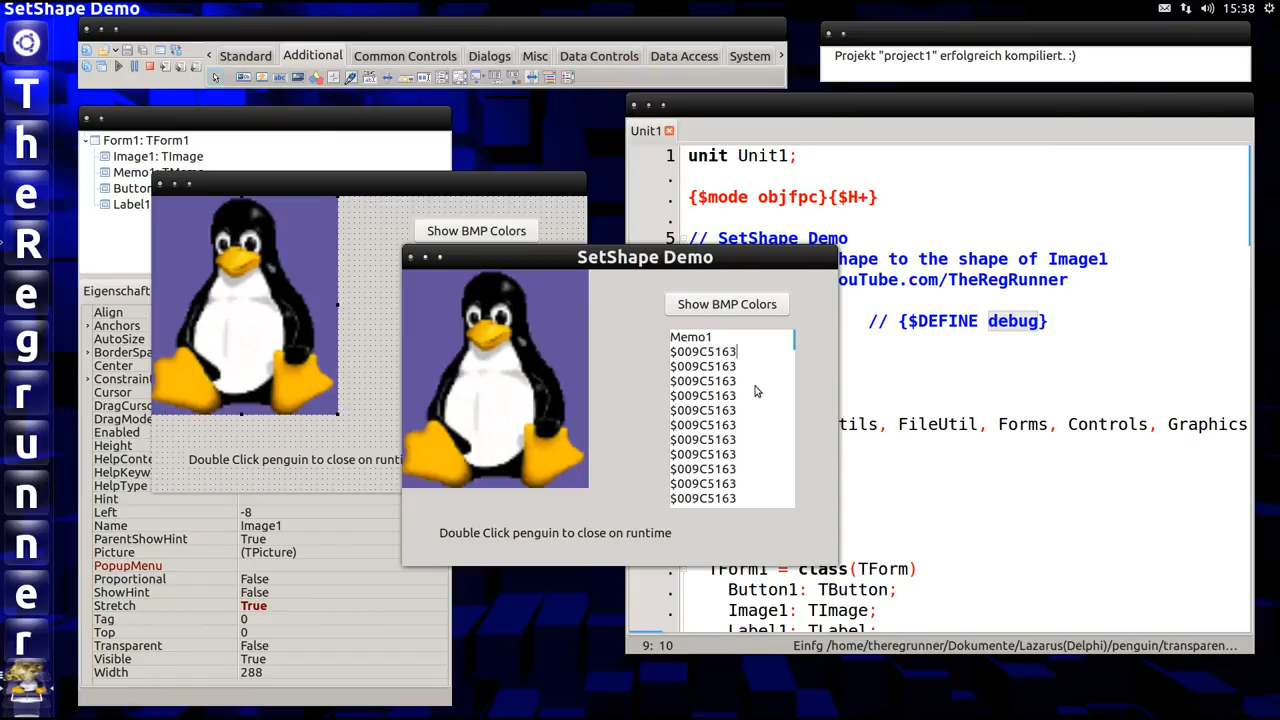 SetShape Demo
15:38
T
h
e
R
e
g
r
u
n
n
e
r
Standard
Additional
Common Controls
Dialogs
Misc
Data Controls
Data Access
System
Projekt "project1" erfolgreich kompiliert. :)
Form1: TForm1
Image1: TImage
Memo1: TMemo
Button
Label1
Show BMP Colors
Double Click penguin to close on runti
Eigenschaft
Align
Anchors
AutoSize
BorderSpa
Center
Constraint
Cursor
DragCurso
DragMode
Enabled
Height
HelpConte
HelpKeyw
HelpType
Hint
Left -8
Name Image1
ParentShowHint True
Picture (TPicture)
PopupMenu
Proportional False
ShowHint False
Stretch True
Tag 0
Top 0
Transparent False
Visible True
Width 288
SetShape Demo
Show BMP Colors
Memo1
$009C5163
$009C5163
$009C5163
$009C5163
$009C5163
$009C5163
$009C5163
$009C5163
$009C5163
$009C5163
$009C5163
Double Click penguin to close on runtime
Unit1
1 unit Unit1;
.
. {$mode objfpc}{$H+}
.
5 // SetShape Demo
hape to the shape of Image1
ouTube.com/TheRegRunner
// {$DEFINE debug}
tils, FileUtil, Forms, Controls, Graphics
. TForm1 = class(TForm)
. Button1: TButton;
. Image1: TImage;
. Label1: TLabel;
9: 10
Einfg /home/theregrunner/Dokumente/Lazarus(Delphi)/penguin/transparen...